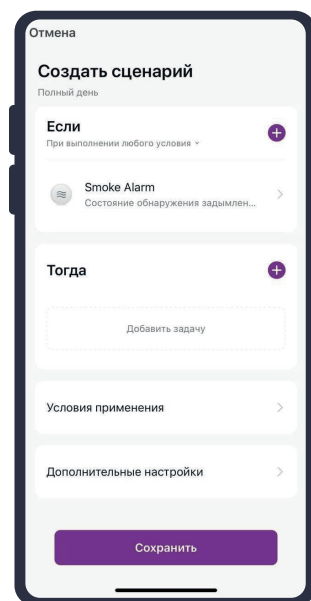 Отмена
Создать сценарий
Полный день
Если
При выполнении любого условия
Smoke Alarm
Состояние обнаружения задымлен...
Тогда
Добавить задачу
Условия применения
Дополнительные настройки
Сохранить